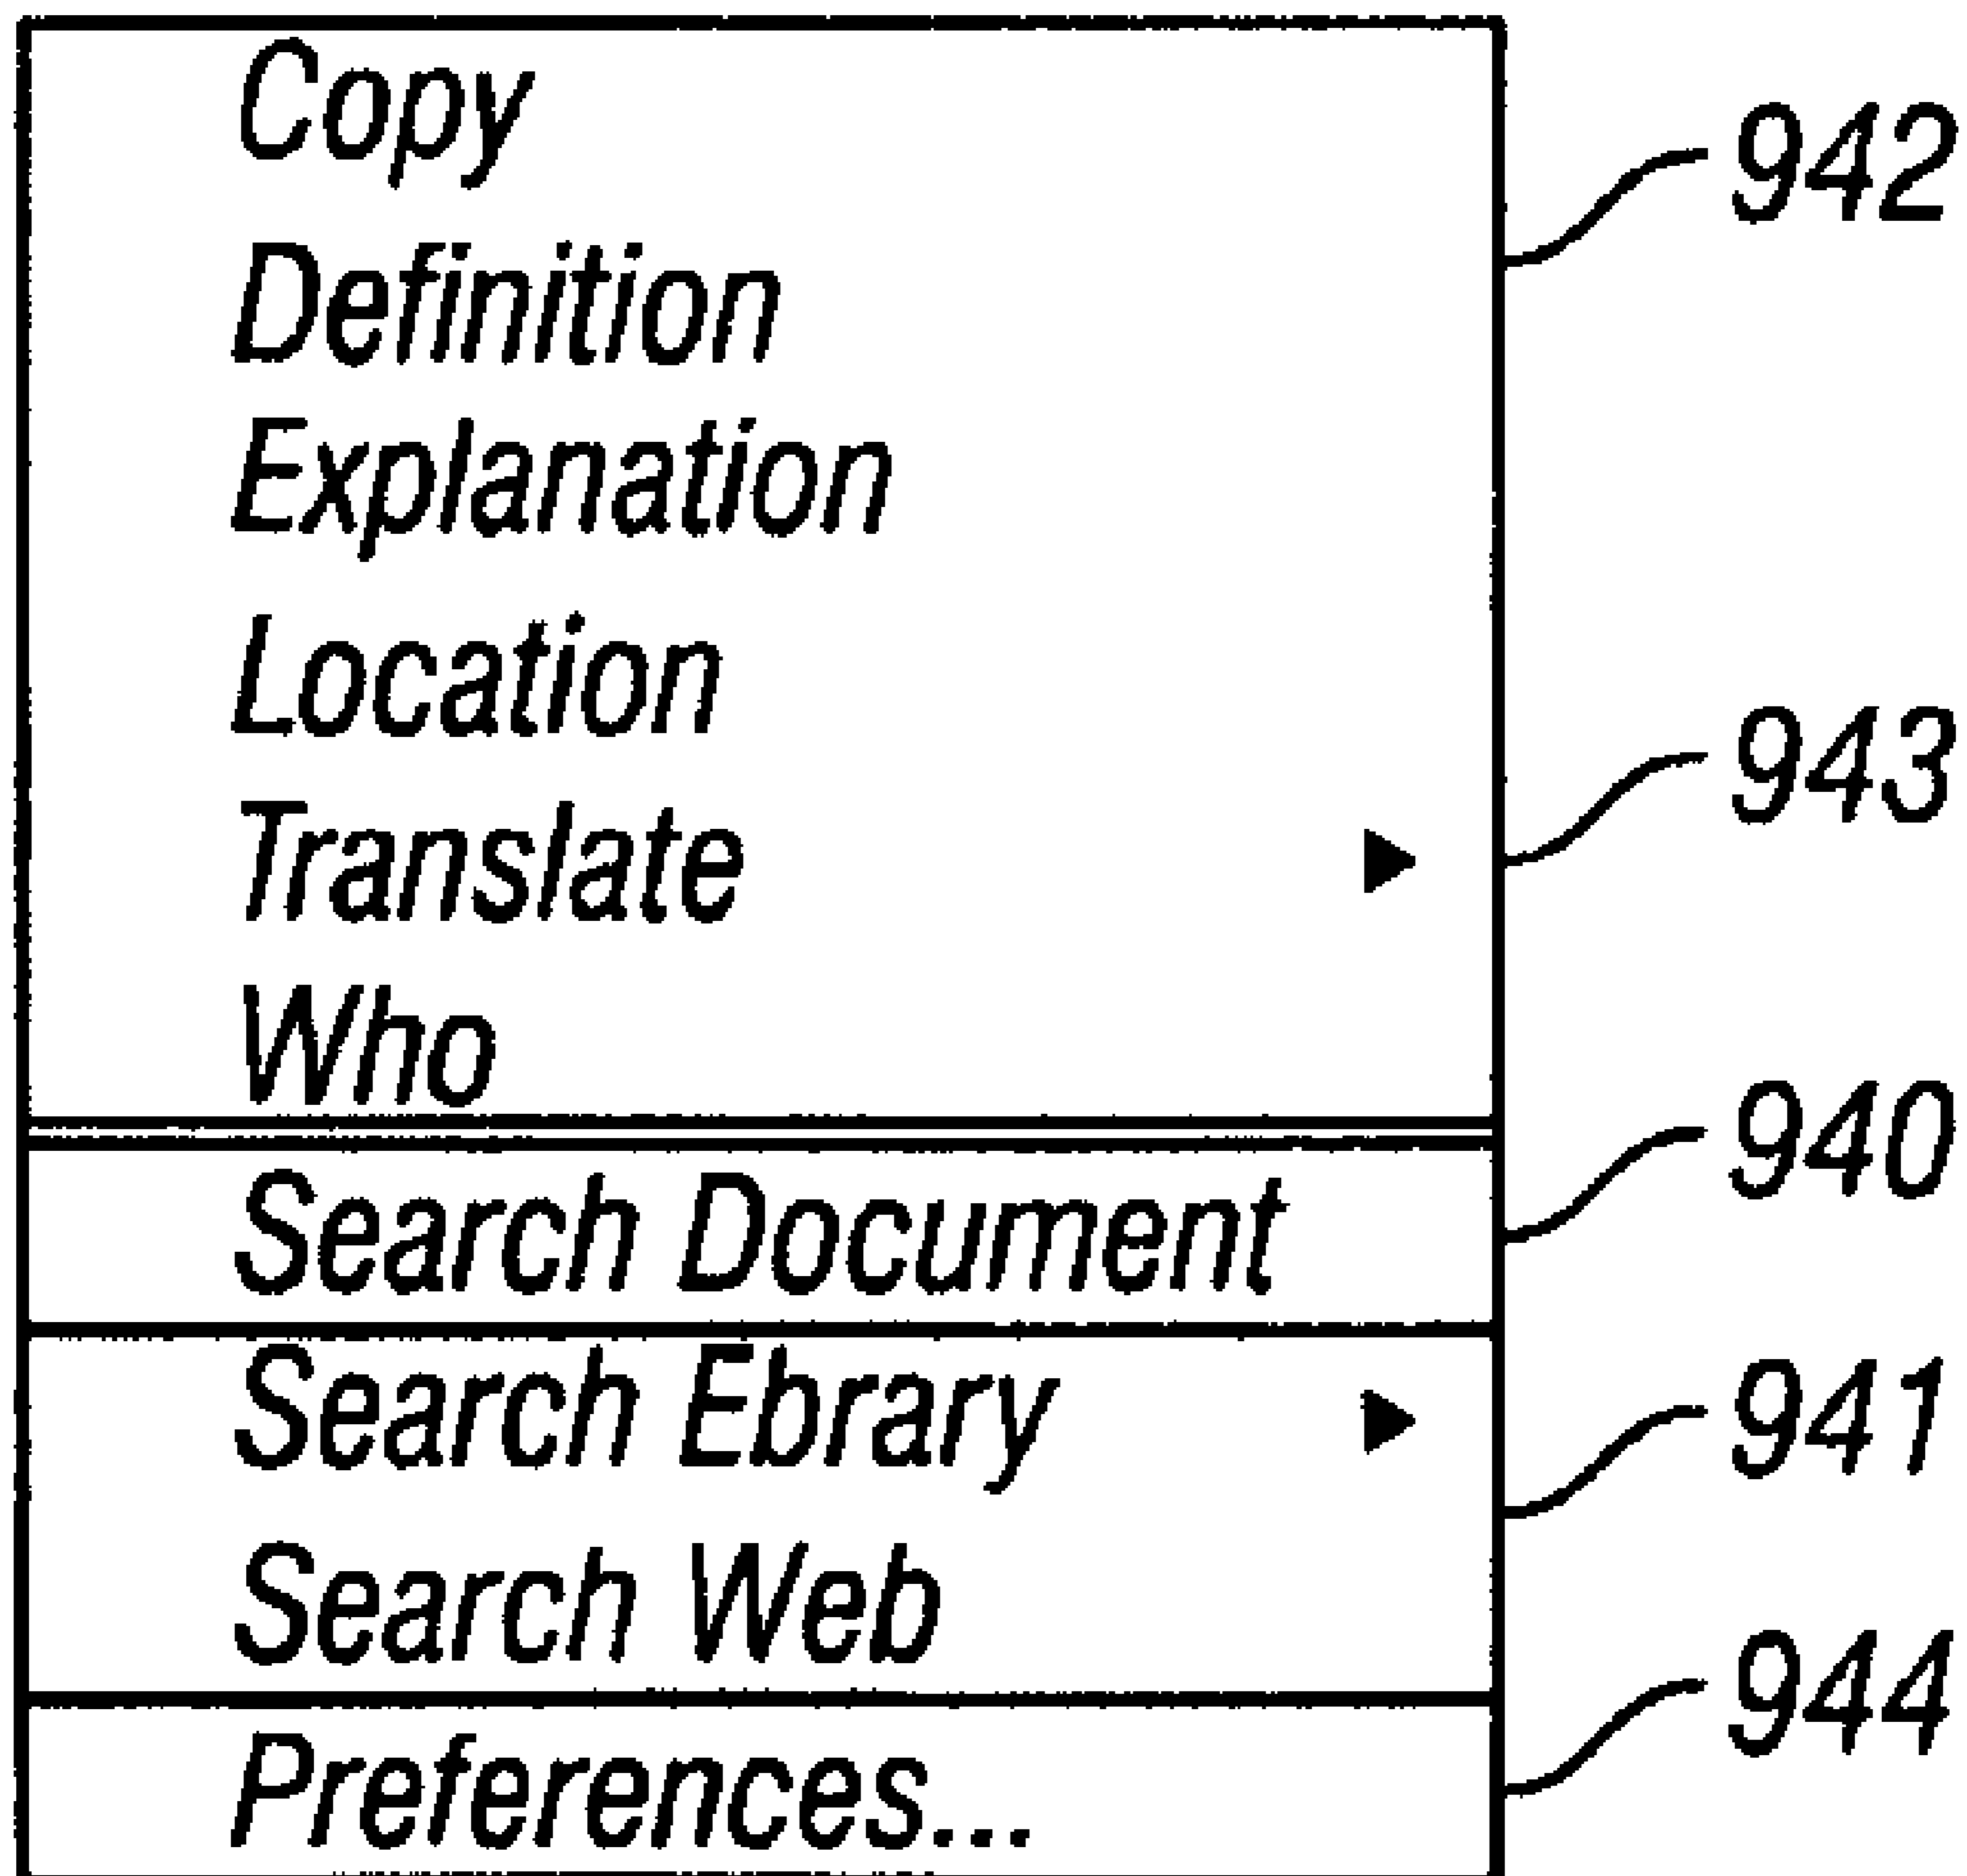 Copy
942
Definition
Explanation
Location
943
Translate
Who
940
Search Document
Search Ebrary
941
Search Web
944
Preferences...